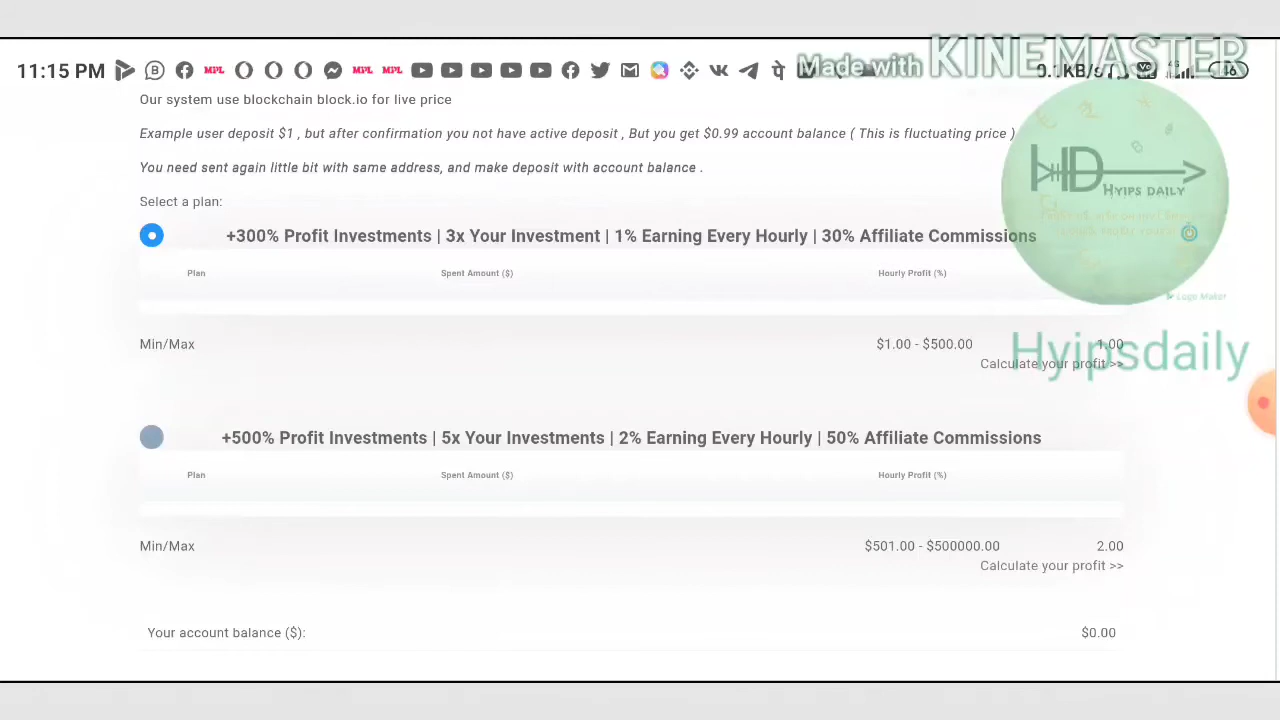 11:15 PM
Made with KINEMASTER
0.1KB/s
46
Our system use blockchain block.io for live price
Example user deposit $1 , but after confirmation you not have active deposit , But you get $0.99 account balance ( This is fluctuating price )
You need sent again little bit with same address, and make deposit with account balance .
HD
HYIPS DAILY
Select a plan:
+300% Profit Investments | 3x Your Investment | 1% Earning Every Hourly | 30% Affiliate Commissions
Plan Spent Amount ($) Hourly Profit (%)
Logo Maker
Min/Max $1.00 - $500.00 1.00
Hyipsdaily
Calculate your profit >>
+500% Profit Investments | 5x Your Investments | 2% Earning Every Hourly | 50% Affiliate Commissions
Plan Spent Amount ($) Hourly Profit (%)
Min/Max $501.00 - $500000.00 2.00
Calculate your profit >>
Your account balance ($): $0.00